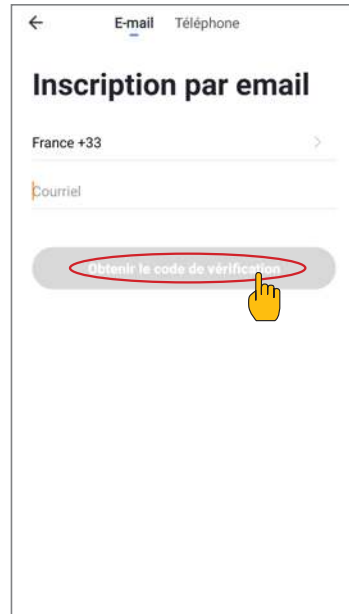 E-mail Téléphone
Inscription par email
France +33
Courriel
Obtenir le code de vérification